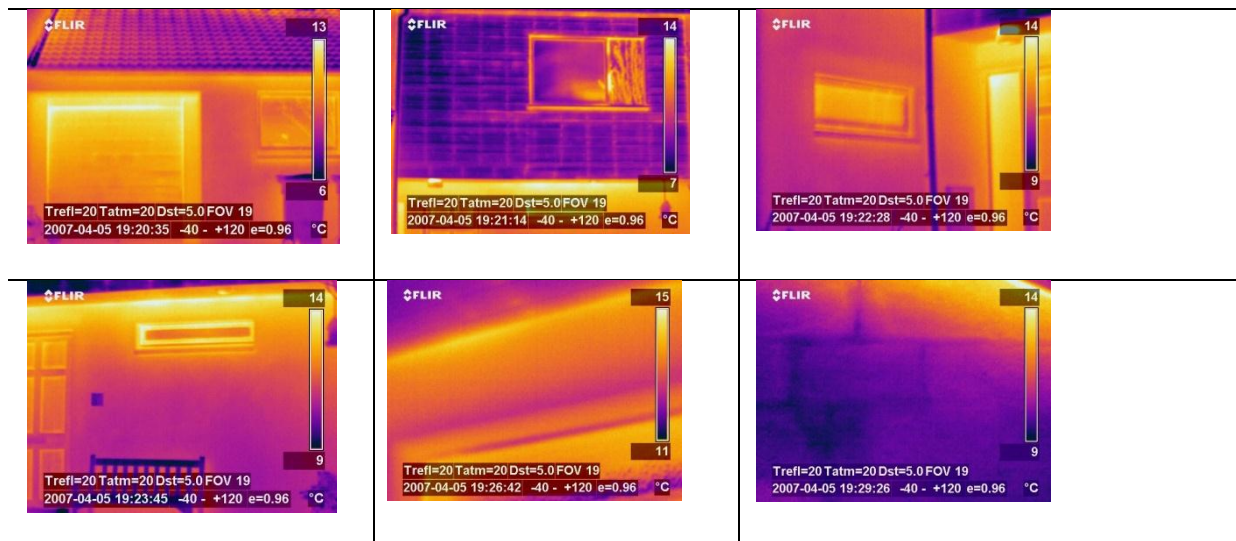 FLIR
13
6
Trefl=20 Tatm=20 Dst=5.0 FOV 19
2007-04-05 19:20:35 -40 - +120 e=0.96 °C
FLIR
14
7
Trefl=20 Tatm=20 Dst=5.0 FOV 19
2007-04-05 19:21:14 -40 - +120 e=0.96 °C
FLIR
14
9
Trefl=20 Tatm=20 Dst=5.0 FOV 19
2007-04-05 19:22:28 -40 - +120 e=0.96 °C
FLIR
14
9
Trefl=20 Tatm=20 Dst=5.0 FOV 19
2007-04-05 19:23:45 -40 - +120 e=0.96 °C
FLIR
15
11
Trefl=20 Tatm=20 Dst=5.0 FOV 19
2007-04-05 19:26:42 -40 - +120 e=0.96 °C
FLIR
14
9
Trefl=20 Tatm=20 Dst=5.0 FOV 19
2007-04-05 19:29:26 -40 - +120 e=0.96 °C